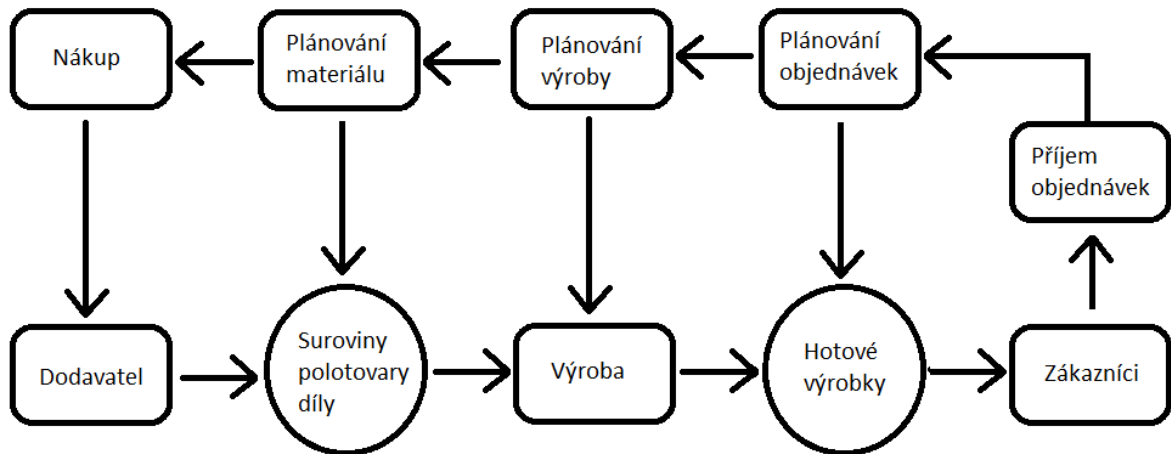 Nákup
Plánování
materiálu
Plánování
výroby
Plánování
objednávek
Příjem
objednávek
Dodavatel
Suroviny
polotovary
díly
Výroba
Hotové
výrobky
Zákazníci